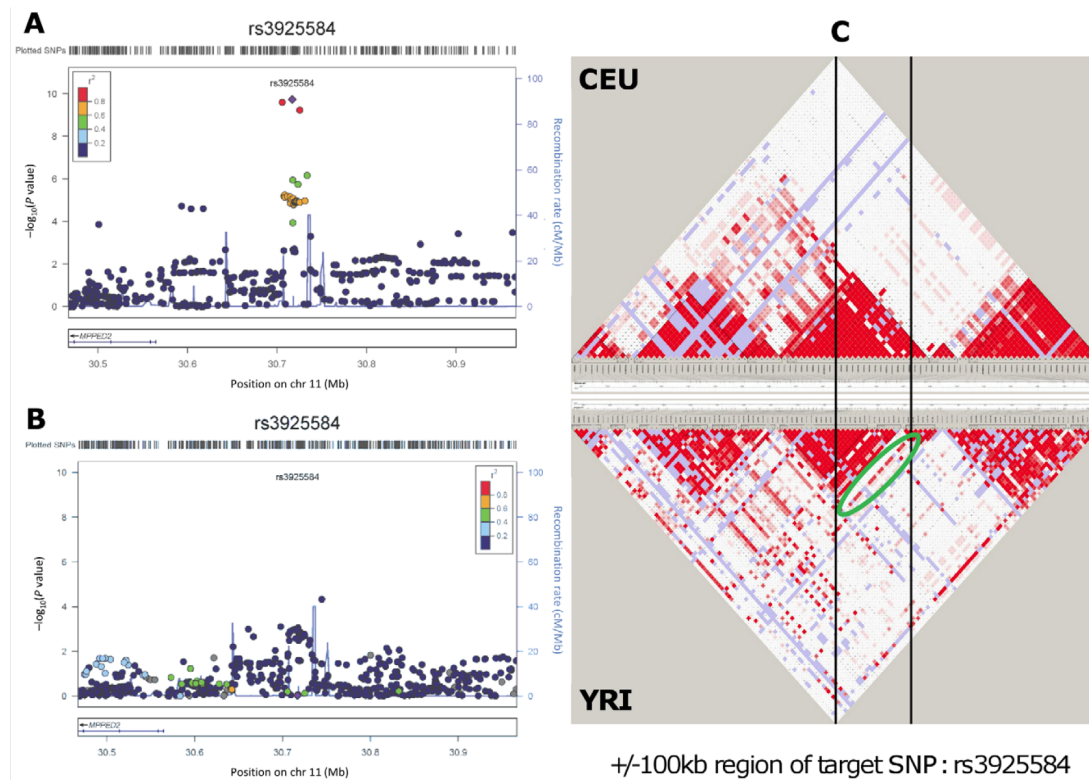 A
rs3925584
Plotted SNPs
rs3925584
r²
0.8
0.6
0.4
0.2
10
8
6
4
2
0
100
80
60
40
20
0
−log₁₀(P value)
Recombination rate (cM/Mb)
MPPED2
30.5 30.6 30.7 30.8 30.9
Position on chr 11 (Mb)
B
rs3925584
Plotted SNPs
rs3925584
r²
0.8
0.6
0.4
0.2
10
8
6
4
2
0
100
80
60
40
20
0
−log₁₀(P value)
Recombination rate (cM/Mb)
MPPED2
30.5 30.6 30.7 30.8 30.9
Position on chr 11 (Mb)
C
CEU
YRI
+/-100kb region of target SNP: rs3925584